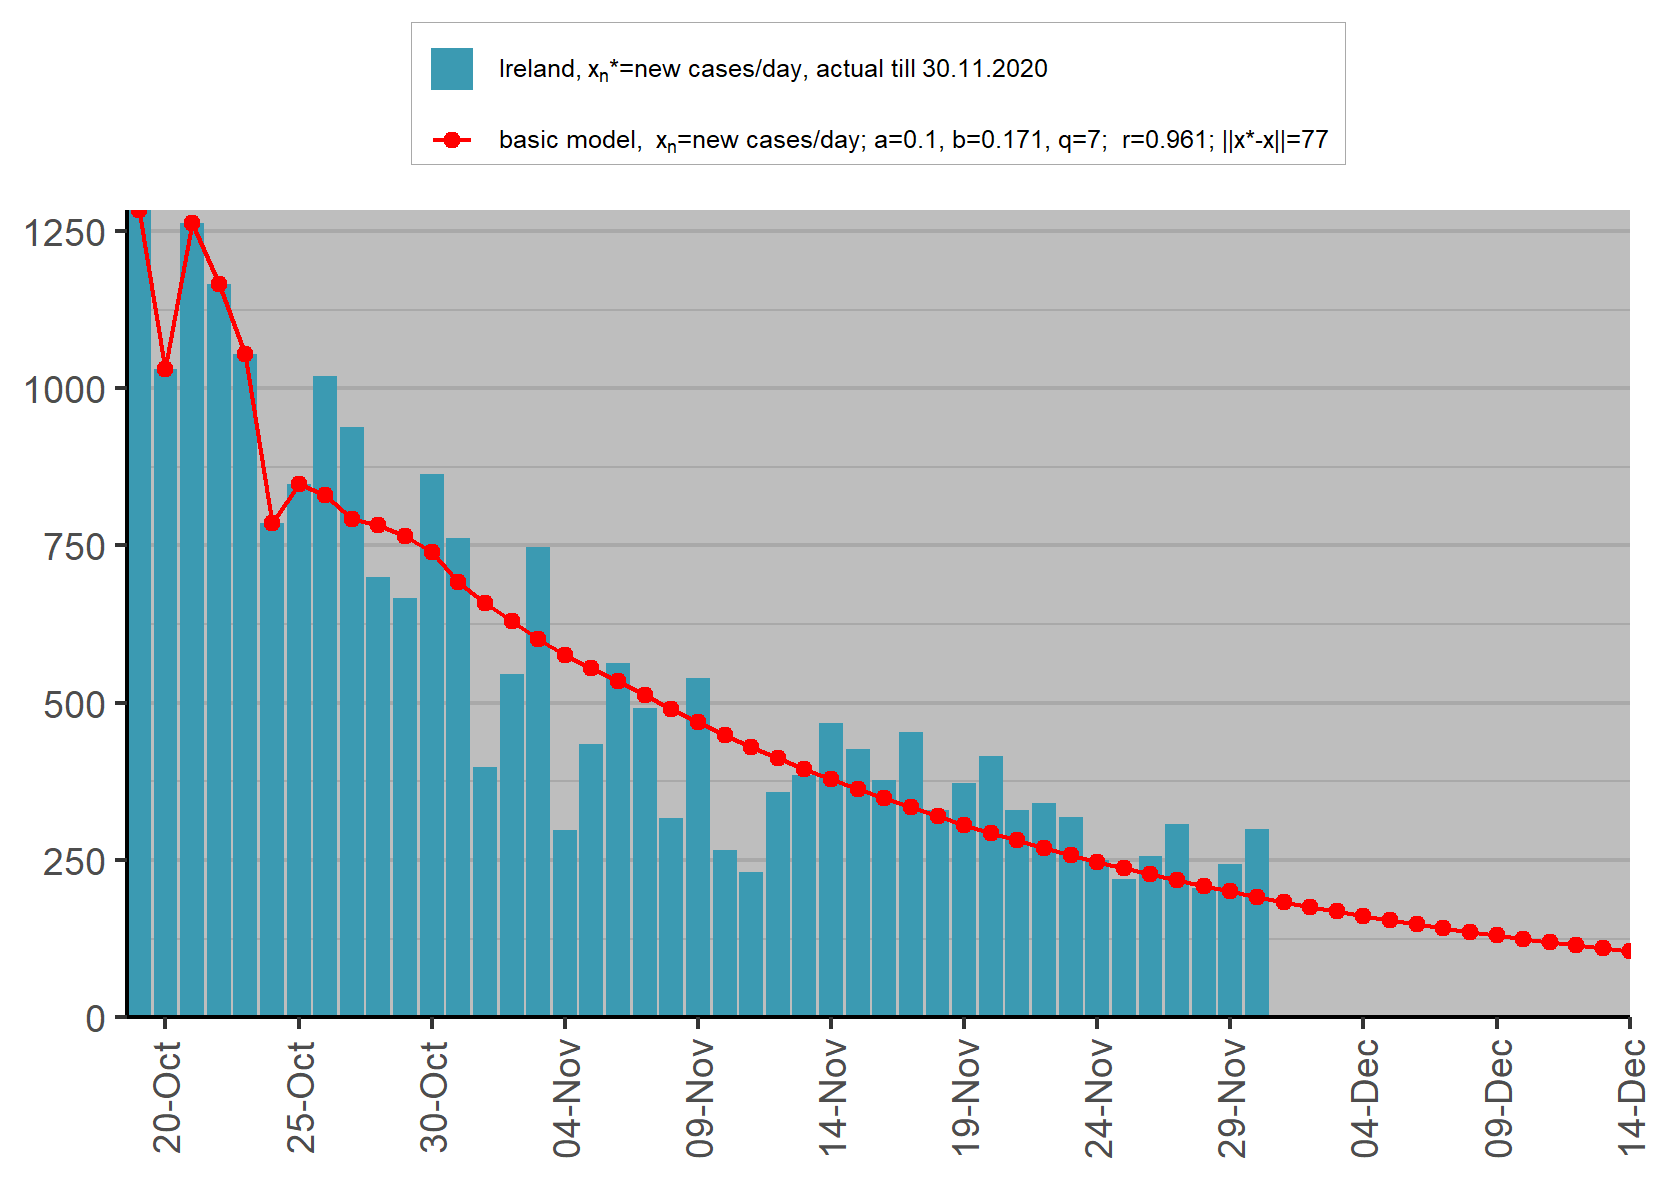 Ireland, xₙ*=new cases/day, actual till 30.11.2020
basic model, xₙ=new cases/day; a=0.1, b=0.171, q=7; r=0.961; ||x*-x||=77
1250
1000
750
500
250
0
20-Oct
25-Oct
30-Oct
04-Nov
09-Nov
14-Nov
19-Nov
24-Nov
29-Nov
04-Dec
09-Dec
14-Dec